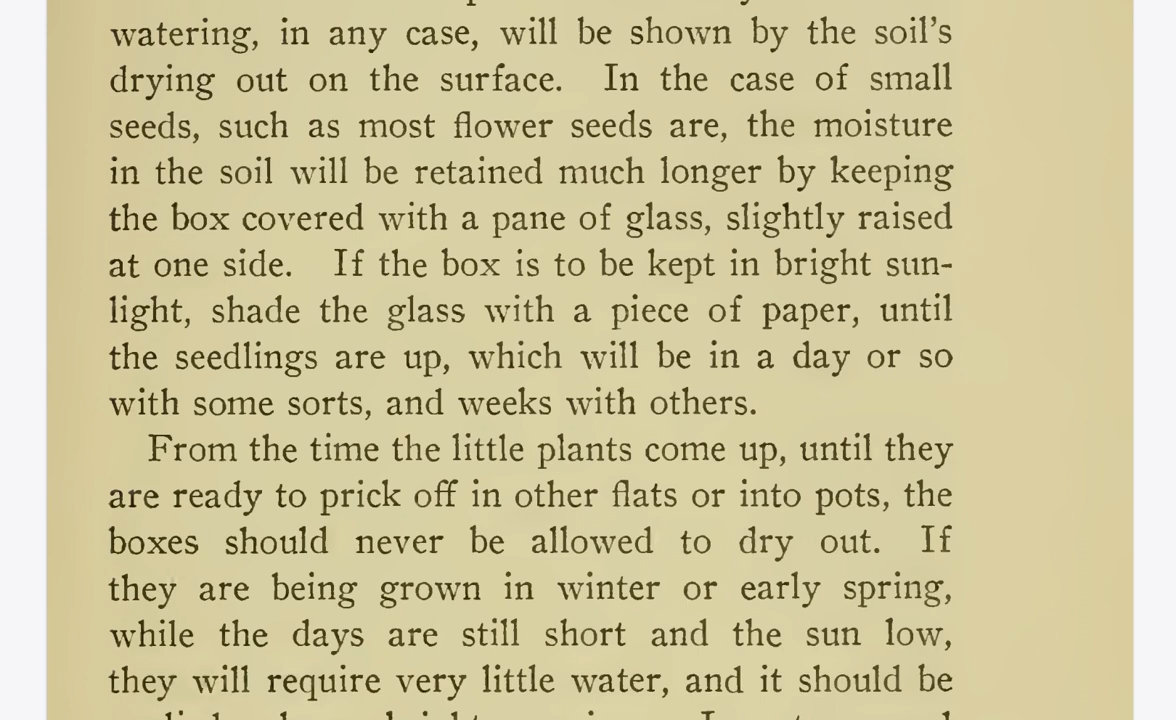 watering, in any case, will be shown by the soil's
drying out on the surface. In the case of small
seeds, such as most flower seeds are, the moisture
in the soil will be retained much longer by keeping
the box covered with a pane of glass, slightly raised
at one side. If the box is to be kept in bright sun-
light, shade the glass with a piece of paper, until
the seedlings are up, which will be in a day or so
with some sorts, and weeks with others.
From the time the little plants come up, until they
are ready to prick off in other flats or into pots, the
boxes should never be allowed to dry out. If
they are being grown in winter or early spring,
while the days are still short and the sun low,
they will require very little water, and it should be